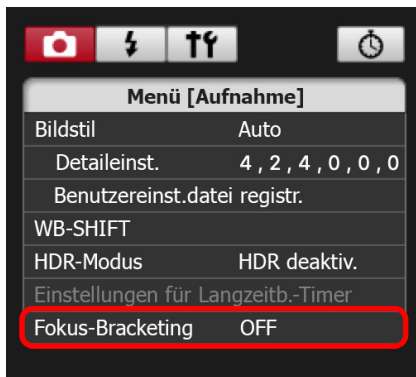 Menü [Aufnahme]
Bildstil Auto
Detaileinst. 4 , 2 , 4 , 0 , 0 , 0
Benutzereinst.datei registr.
WB-SHIFT
HDR-Modus HDR deaktiv.
Einstellungen für Langzeitb.-Timer
Fokus-Bracketing OFF